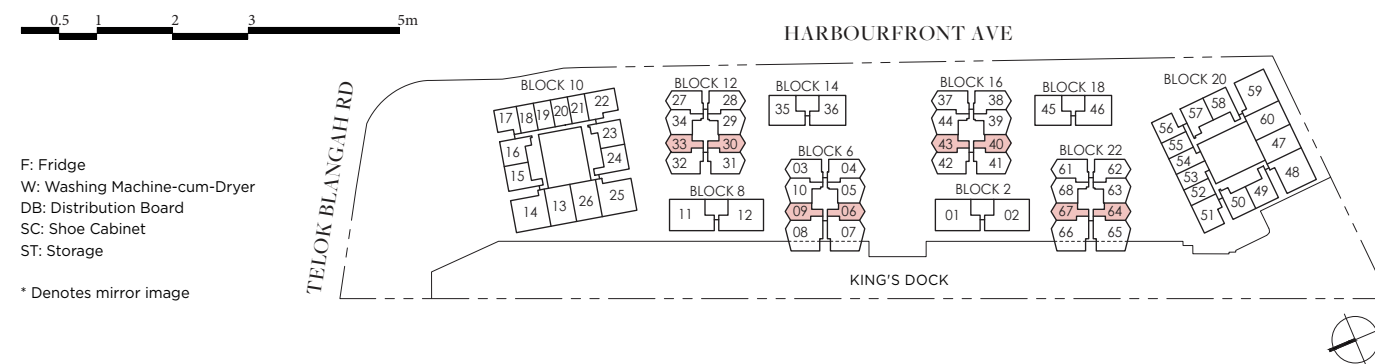 0.5 1 2 3 5m
HARBOURFRONT AVE
TELOK BLANGAH RD
F: Fridge
W: Washing Machine-cum-Dryer
DB: Distribution Board
SC: Shoe Cabinet
ST: Storage
* Denotes mirror image
BLOCK 10
17 18 19 20 21 22
16 23
15 24
14 13 26 25
BLOCK 12
27 28
34 29
33 30
32 31
BLOCK 14
35 36
BLOCK 16
37 38
44 39
43 40
42 41
BLOCK 18
45 46
BLOCK 20
56 57 58 59
55 60
54 47
53 48
52
51 50 49
BLOCK 8
11 12
BLOCK 6
03 04
10 05
09 06
08 07
BLOCK 2
01 02
BLOCK 22
61 62
68 63
67 64
66 65
KING'S DOCK